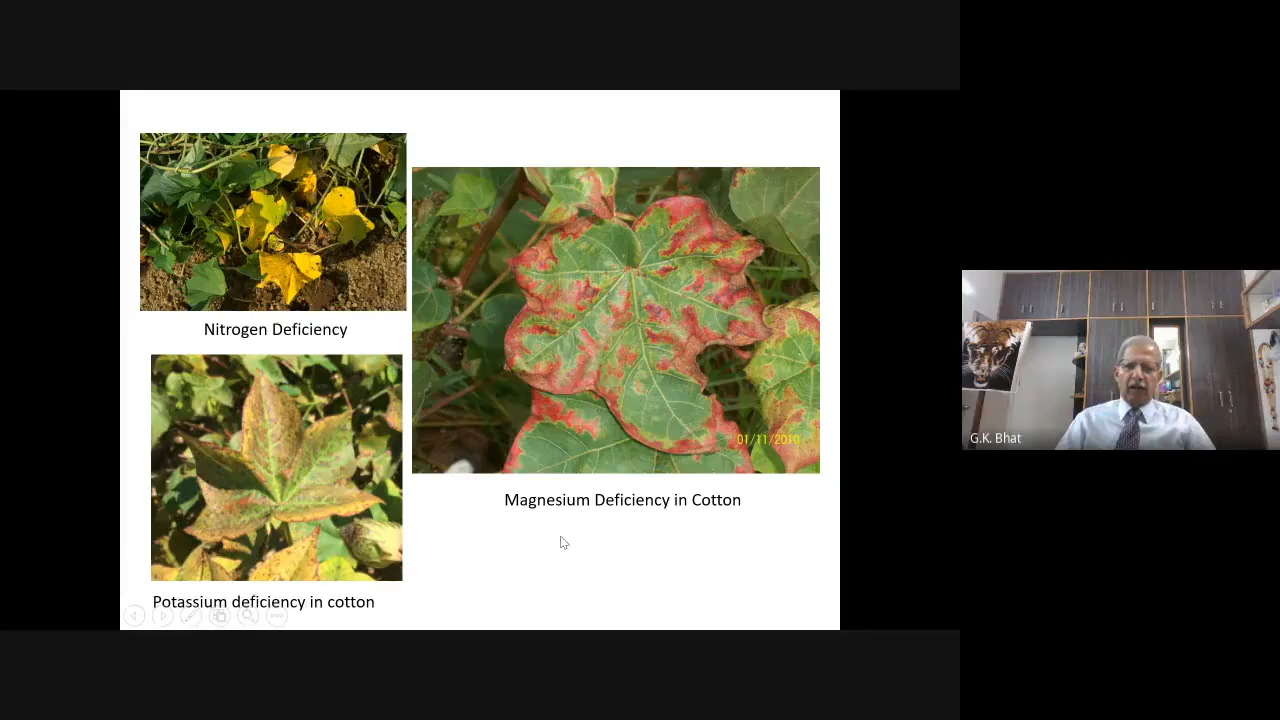 Nitrogen Deficiency
01/11/2010
Magnesium Deficiency in Cotton
Potassium deficiency in cotton
G.K. Bhat